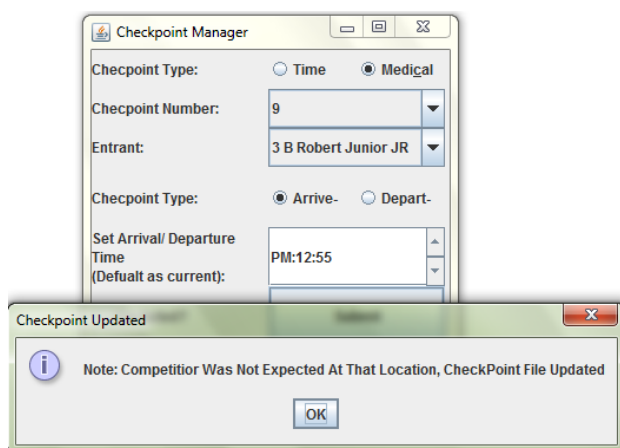 Checkpoint Manager
Checpoint Type: Time Medical
Checpoint Number: 9
Entrant: 3 B Robert Junior JR
Checpoint Type: Arrive- Depart-
Set Arrival/ Departure
Time
(Defualt as current):
PM:12:55
Checkpoint Updated
Note: Competitior Was Not Expected At That Location, CheckPoint File Updated
OK